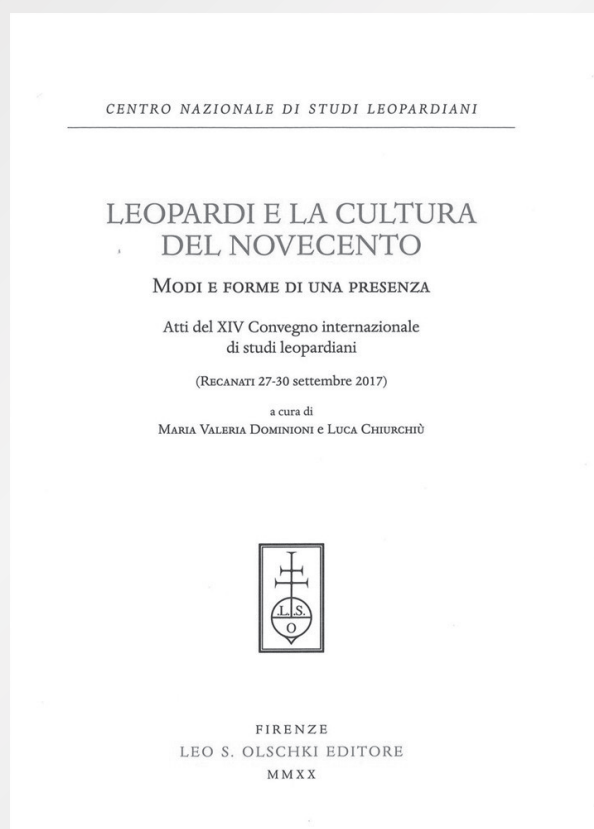 CENTRO NAZIONALE DI STUDI LEOPARDIANI
LEOPARDI E LA CULTURA
DEL NOVECENTO
MODI E FORME DI UNA PRESENZA
Atti del XIV Convegno internazionale
di studi leopardiani
(RECANATI 27-30 settembre 2017)
a cura di
MARIA VALERIA DOMINIONI e LUCA CHIURCHIÙ
.L. .S.
O
FIRENZE
LEO S. OLSCHKI EDITORE
MMXX